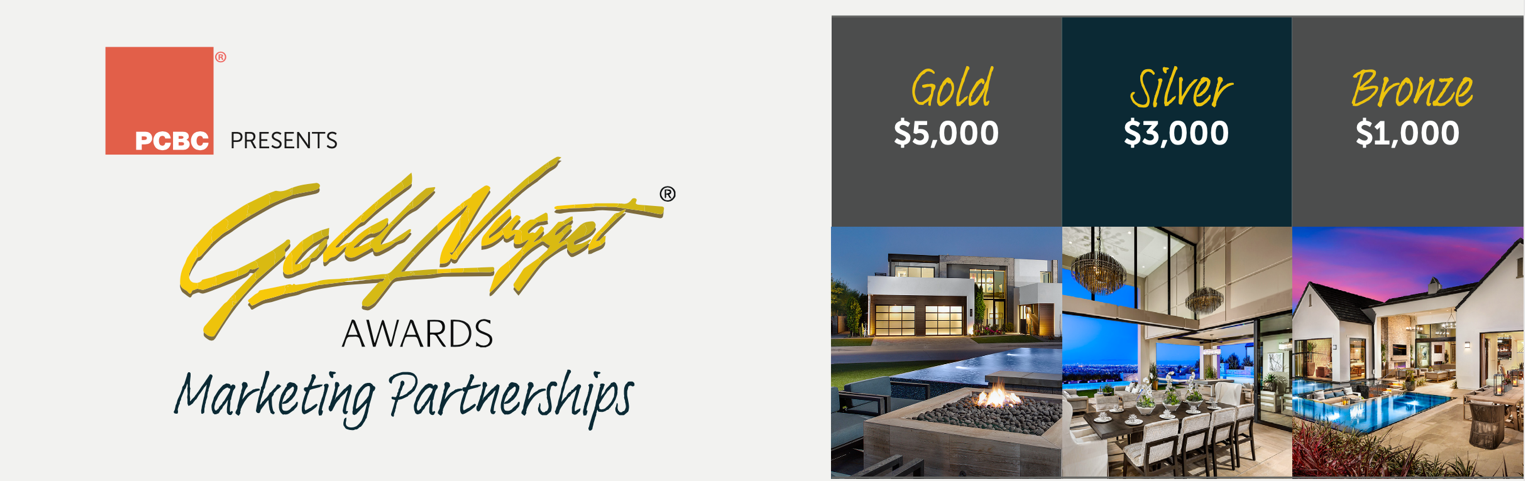 ®
PCBC PRESENTS
Gold Nugget ®
AWARDS
Marketing Partnerships
Gold
$5,000
Silver
$3,000
Bronze
$1,000